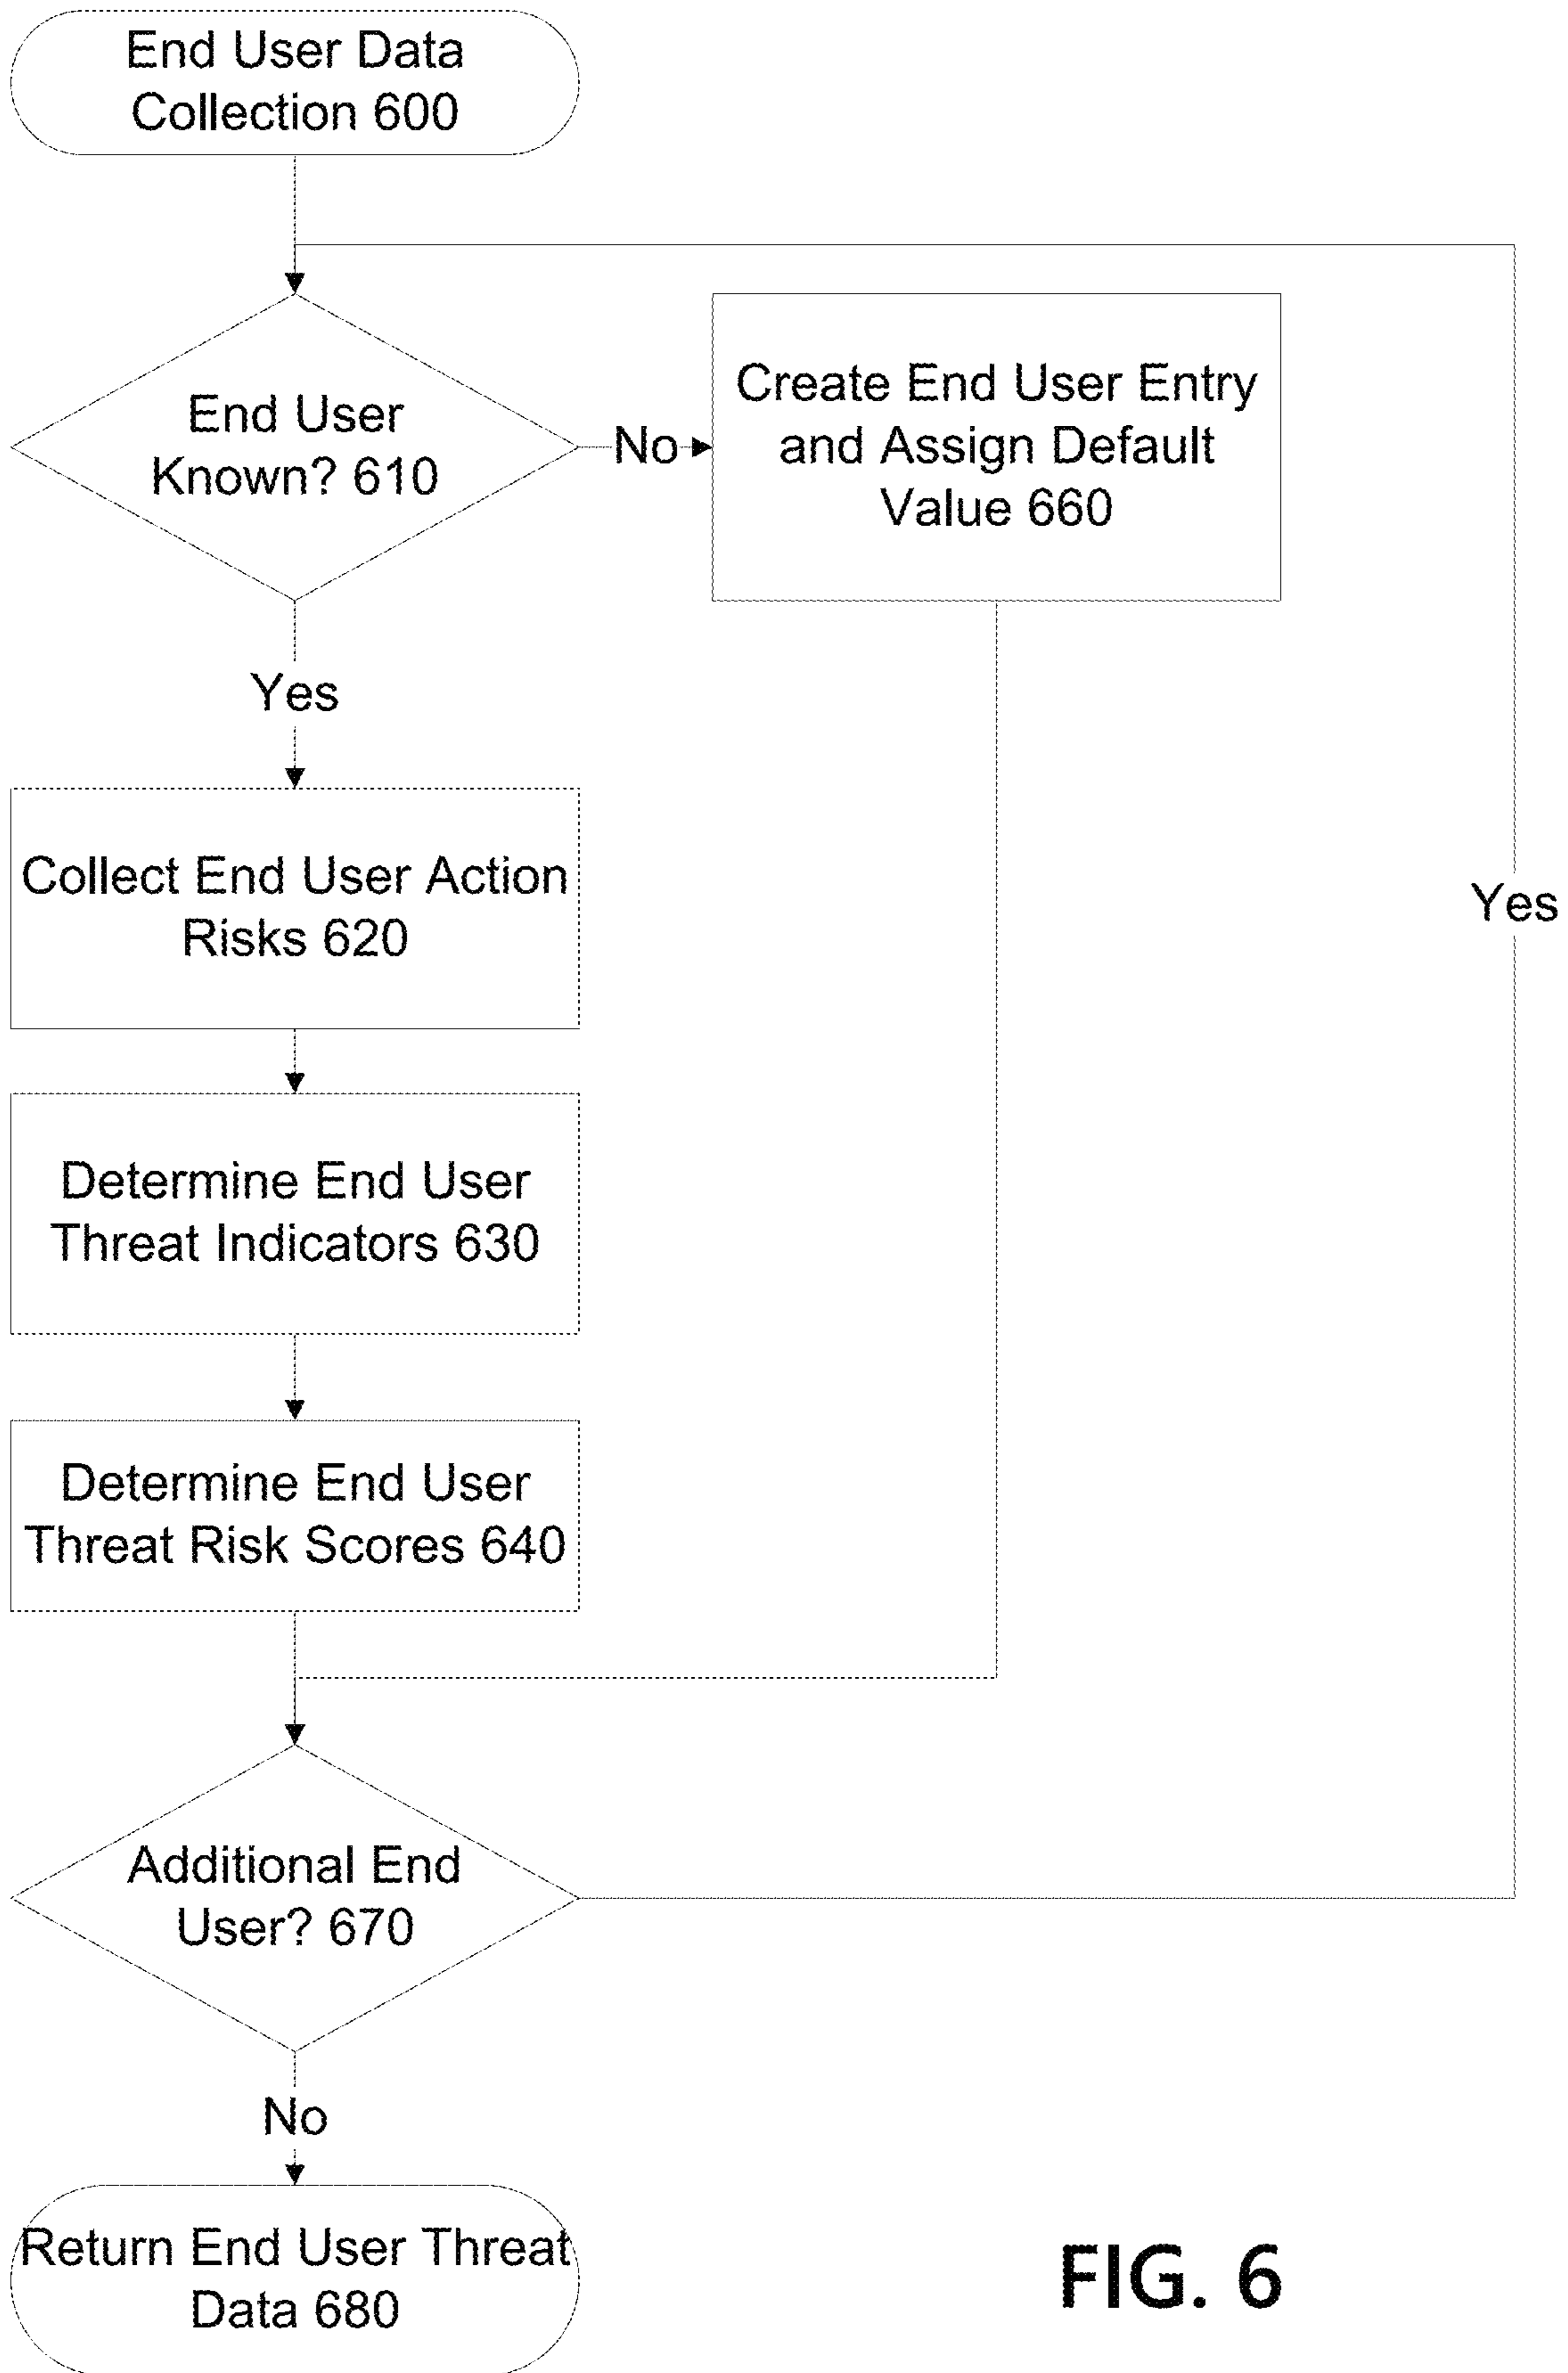 End User Data
Collection 600
End User
Known? 610
No
Create End User Entry
and Assign Default
Value 660
Yes
Collect End User Action
Risks 620
Yes
Determine End User
Threat Indicators 630
Determine End User
Threat Risk Scores 640
Additional End
User? 670
No
Return End User Threat
Data 680
FIG. 6